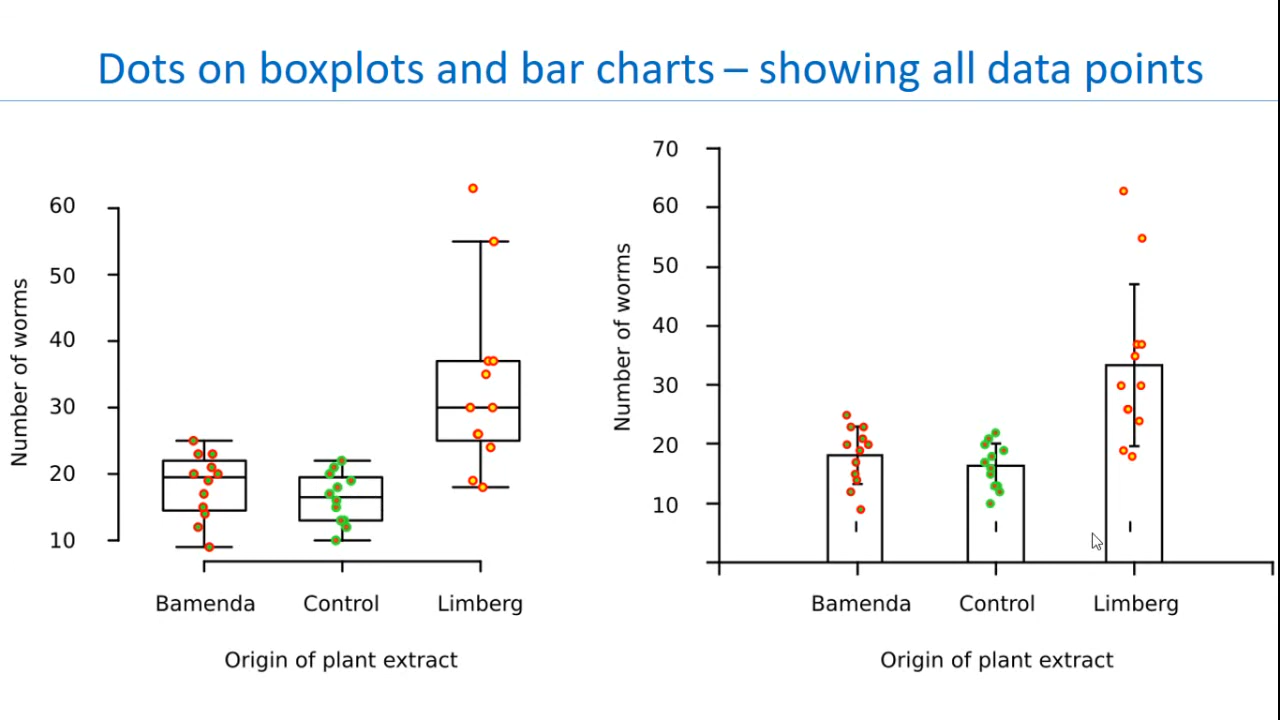 Dots on boxplots and bar charts – showing all data points
Number of worms
60
50
40
30
20
10
Bamenda Control Limberg
Origin of plant extract
Number of worms
70
60
50
40
30
20
10
Bamenda Control Limberg
Origin of plant extract